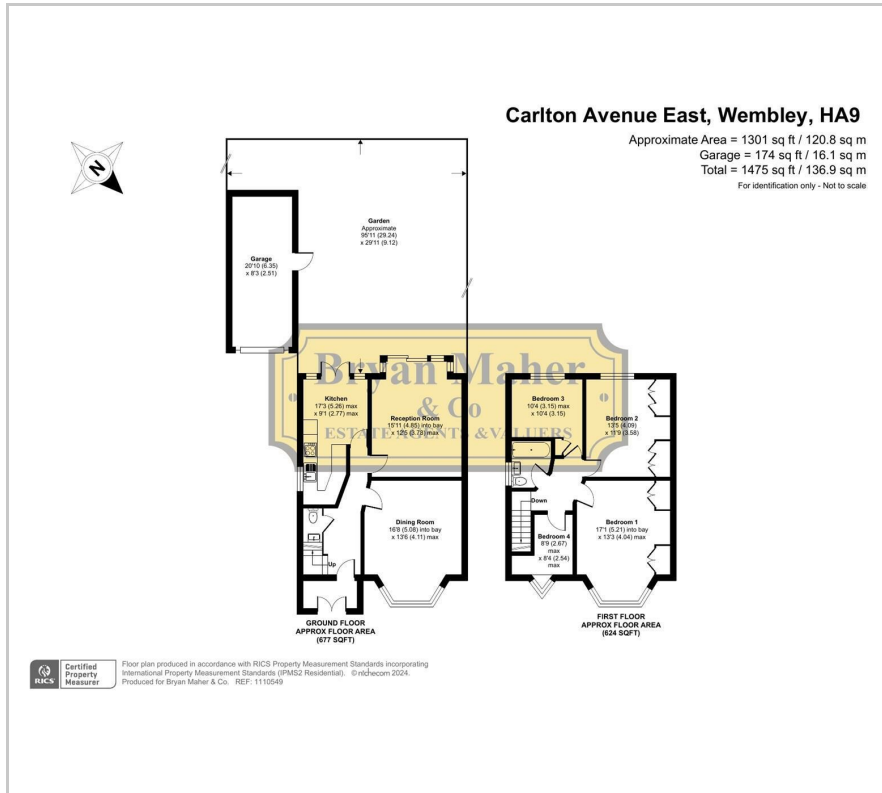 Carlton Avenue East, Wembley, HA9
Approximate Area = 1301 sq ft / 120.8 sq m
Garage = 174 sq ft / 16.1 sq m
Total = 1475 sq ft / 136.9 sq m
For identification only - Not to scale
N
Garden
Approximate
95'11 (29.24)
x 29'11 (9.12)
Garage
20'10 (6.35)
x 8'3 (2.51)
Bryan Maher
& Co
ESTATE AGENTS & VALUERS
Kitchen
17'3 (5.26) max
x 9'1 (2.77) max
Reception Room
15'11 (4.85) into bay
x 12'5 (3.78) max
Dining Room
16'8 (5.08) into bay
x 13'6 (4.11) max
Up
GROUND FLOOR
APPROX FLOOR AREA
(677 SQFT)
Bedroom 3
10'4 (3.15) max
x 10'4 (3.15)
Bedroom 2
13'5 (4.09)
x 11'9 (3.58)
Down
Bedroom 4
8'9 (2.67)
max
x 8'4 (2.54)
max
Bedroom 1
17'1 (5.21) into bay
x 13'3 (4.04) max
FIRST FLOOR
APPROX FLOOR AREA
(624 SQFT)
RICS
Certified
Property
Measurer
Floor plan produced in accordance with RICS Property Measurement Standards incorporating
International Property Measurement Standards (IPMS2 Residential). © 2024.
Produced for Bryan Maher & Co. REF: 1110549